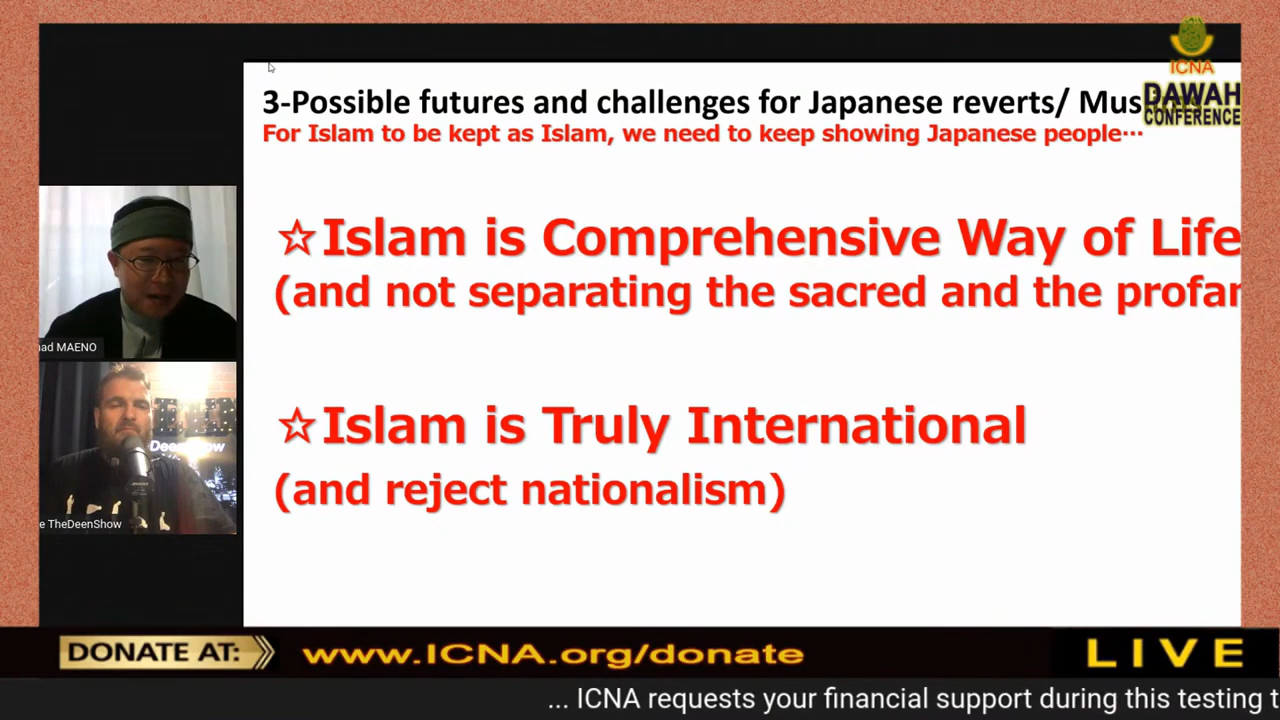 ICNA
DAWAH
CONFERENCE
3-Possible futures and challenges for Japanese reverts/ Mus
For Islam to be kept as Islam, we need to keep showing Japanese people…
☆Islam is Comprehensive Way of Life
(and not separating the sacred and the profan
☆Islam is Truly International
(and reject nationalism)
ad MAENO
DeenShow
e TheDeenShow
DONATE AT:
www.ICNA.org/donate
LIVE
... ICNA requests your financial support during this testing t